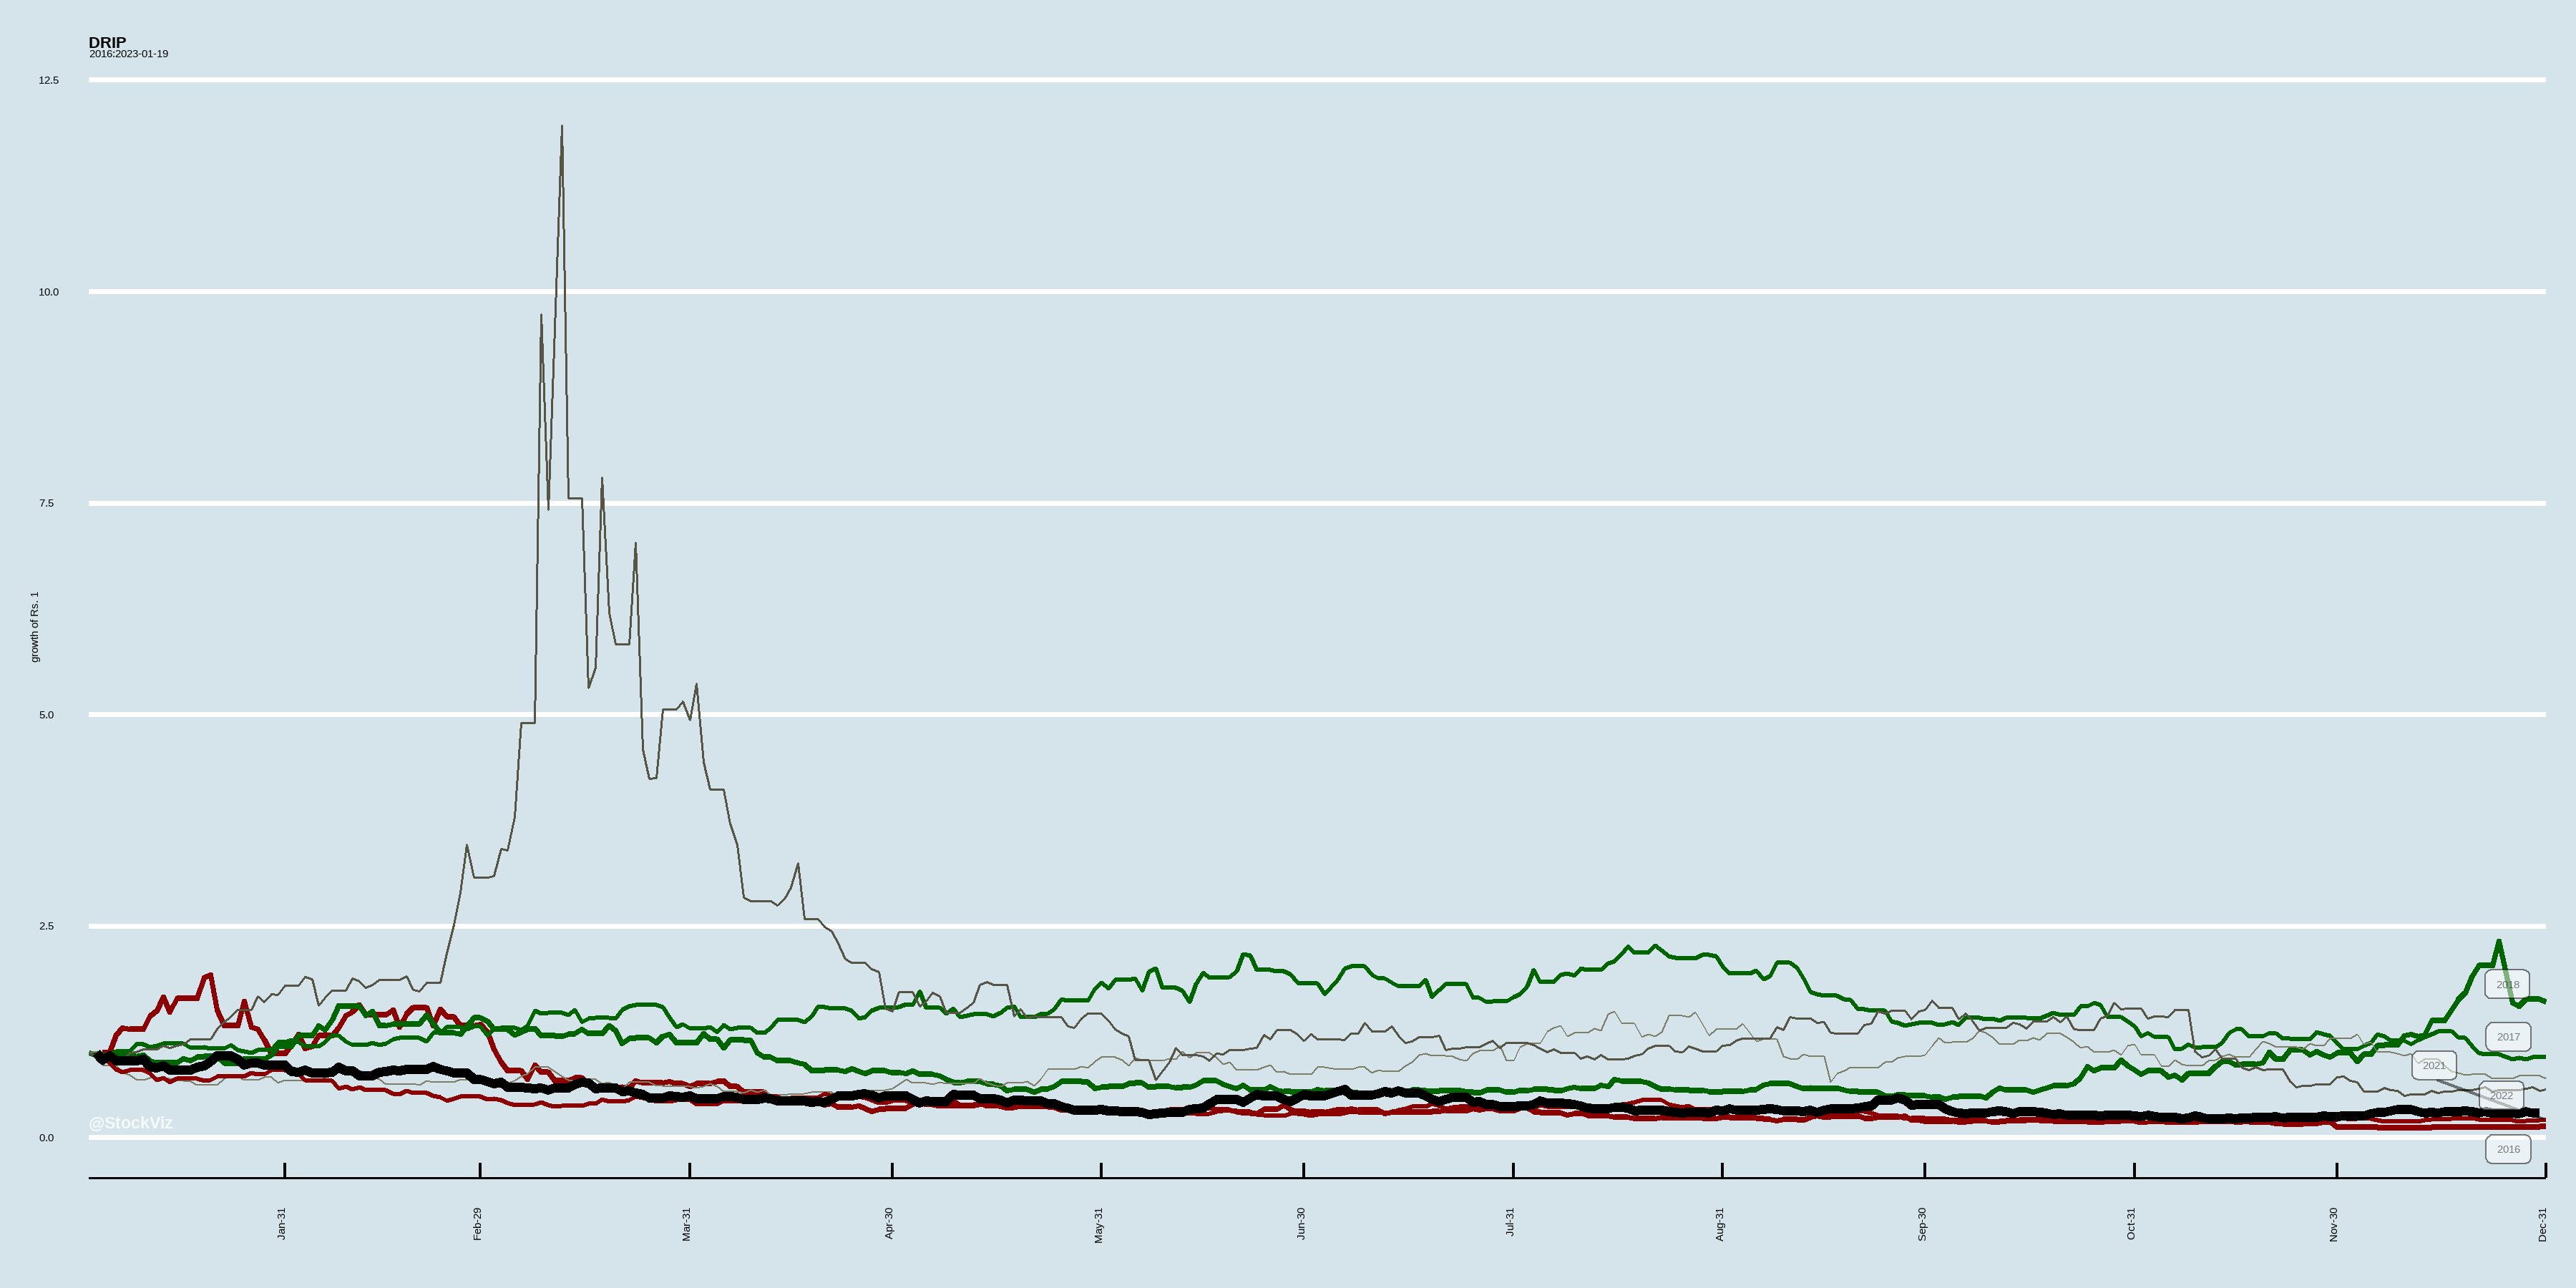 DRIP
2016:2023-01-19
12.5
10.0
7.5
5.0
2.5
0.0
growth of Rs. 1
2018
2017
2021
2022
2016
@StockViz
Jan-31
Feb-29
Mar-31
Apr-30
May-31
Jun-30
Jul-31
Aug-31
Sep-30
Oct-31
Nov-30
Dec-31